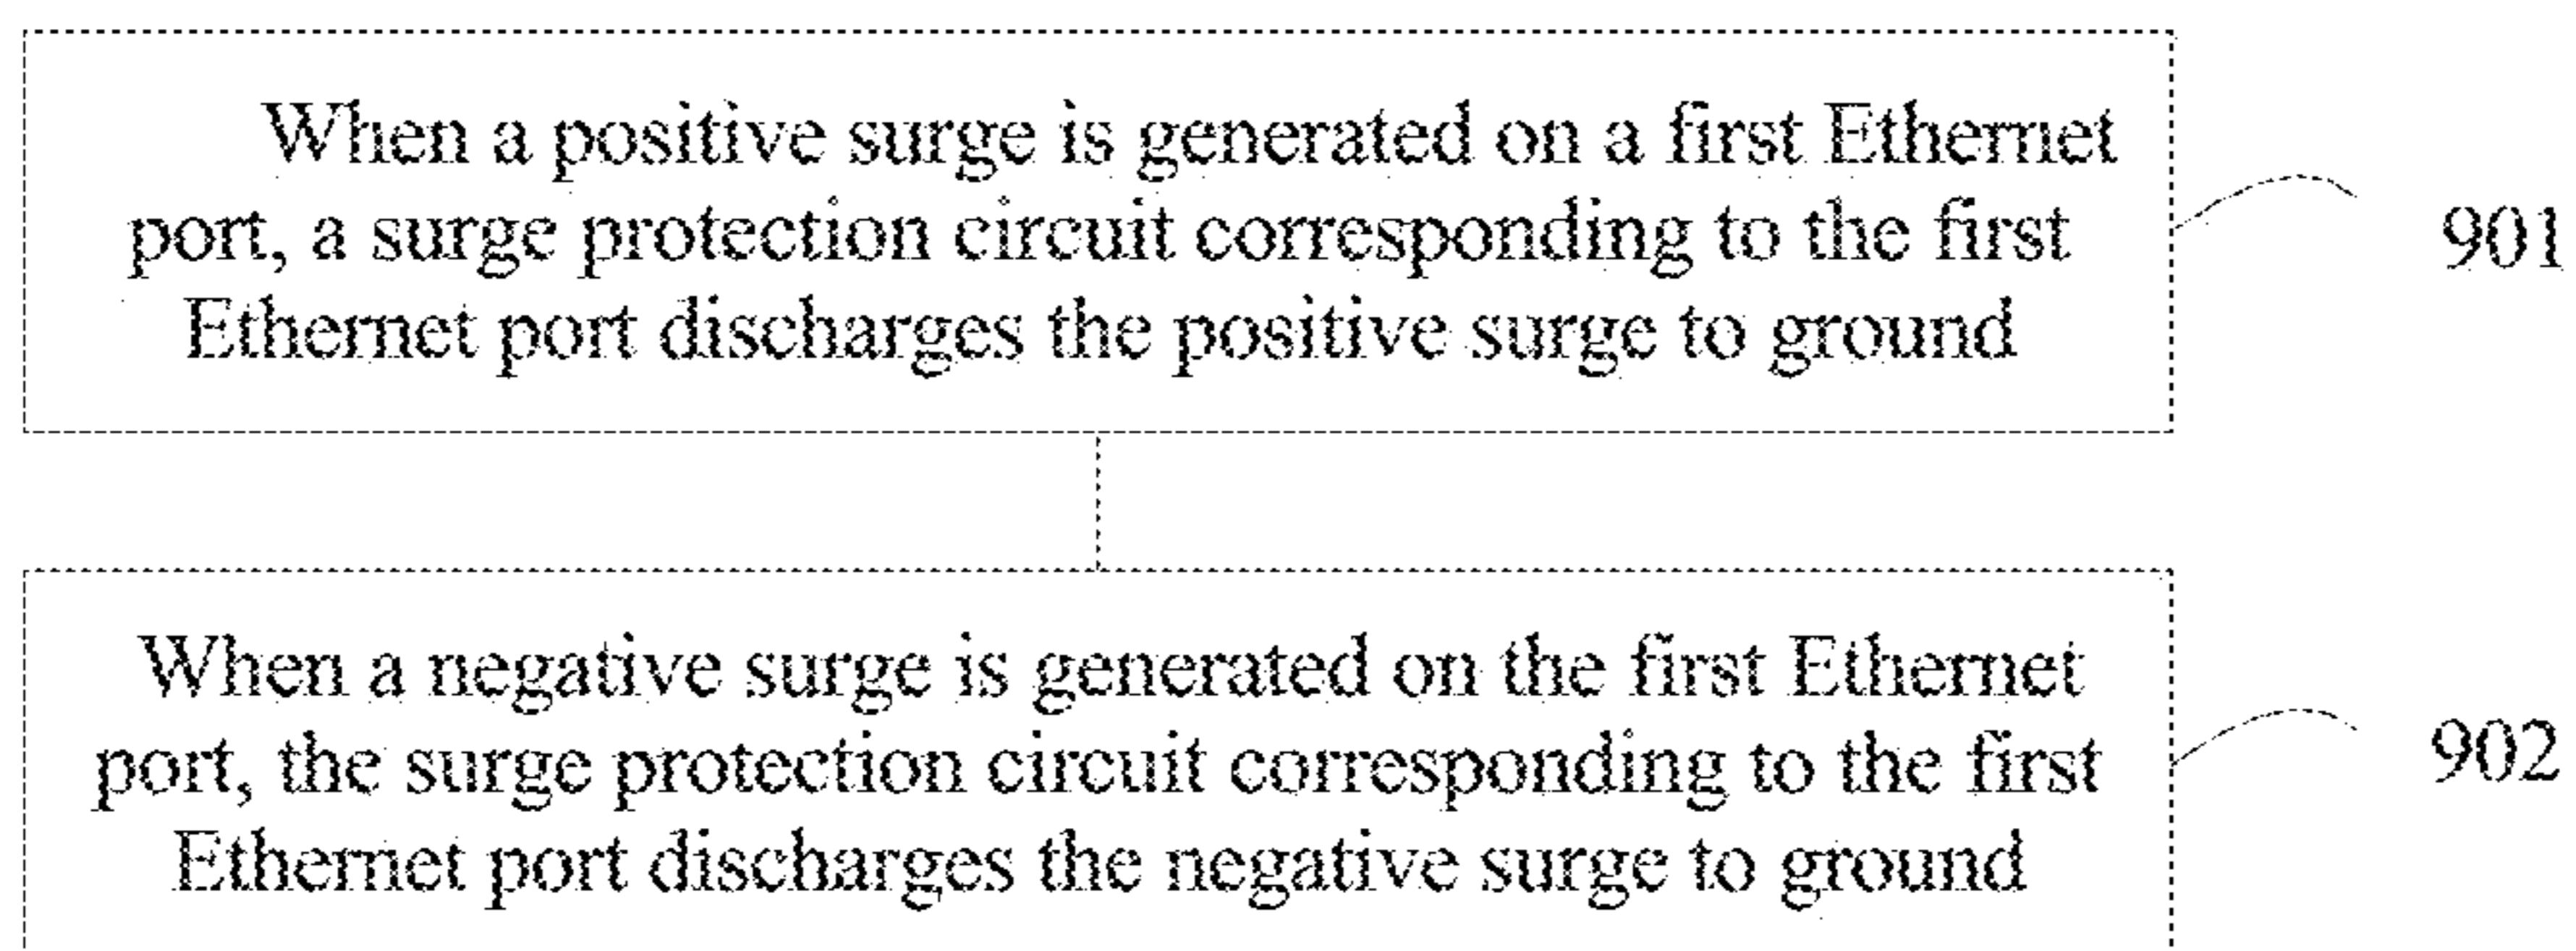 When a positive surge is generated on a first Ethernet
port, a surge protection circuit corresponding to the first
Ethernet port discharges the positive surge to ground
901
When a negative surge is generated on the first Ethernet
port, the surge protection circuit corresponding to the first
Ethernet port discharges the negative surge to ground
902